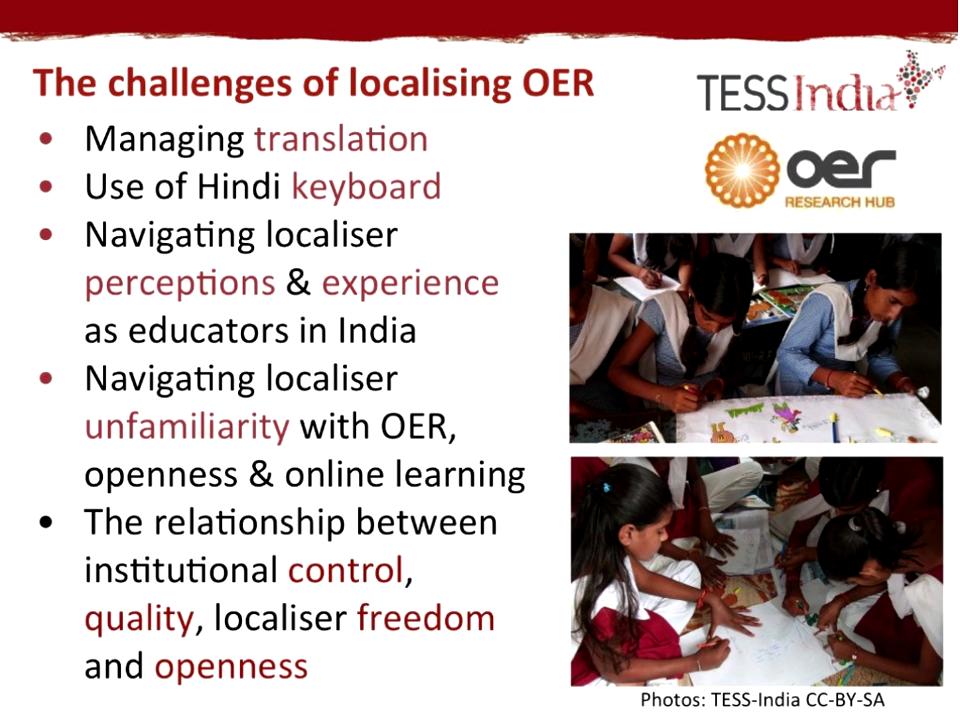 The challenges of localising OER
• Managing translation
• Use of Hindi keyboard
• Navigating localiser
perceptions & experience
as educators in India
• Navigating localiser
unfamiliarity with OER,
openness & online learning
• The relationship between
institutional control,
quality, localiser freedom
and openness
TESS India
oer
RESEARCH HUB
Photos: TESS-India CC-BY-SA